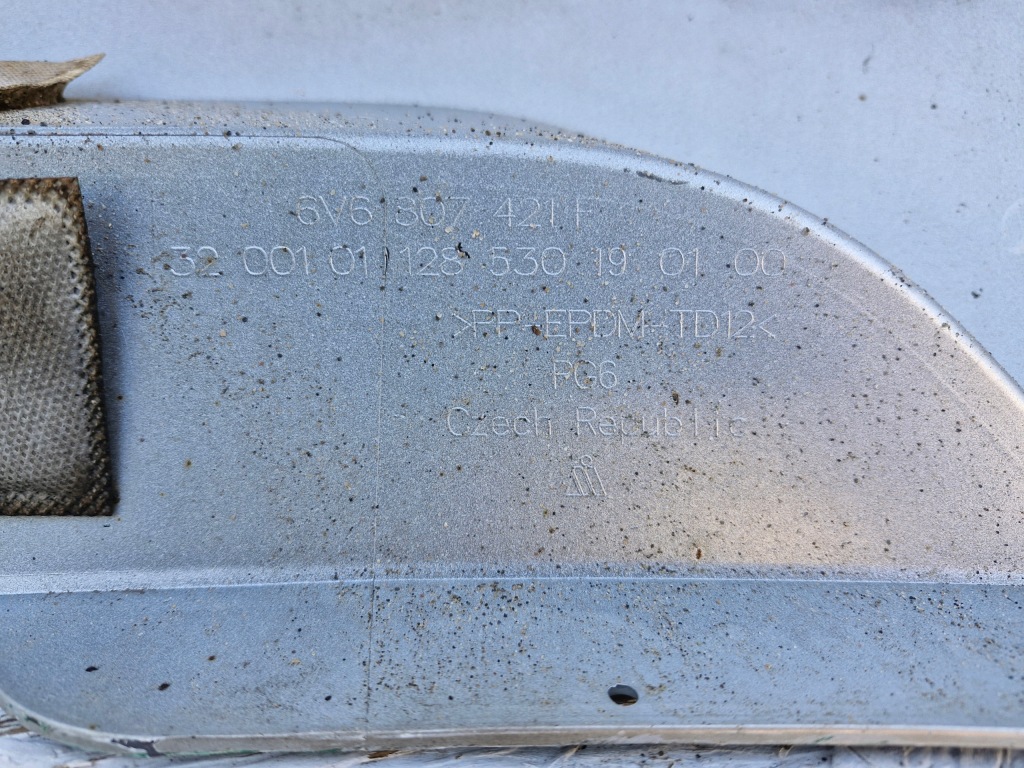 6V6 807 421 F
32 001 01 128 530 19 01 00
>PP+EPDM-TD12<
PG6
Czech Republic